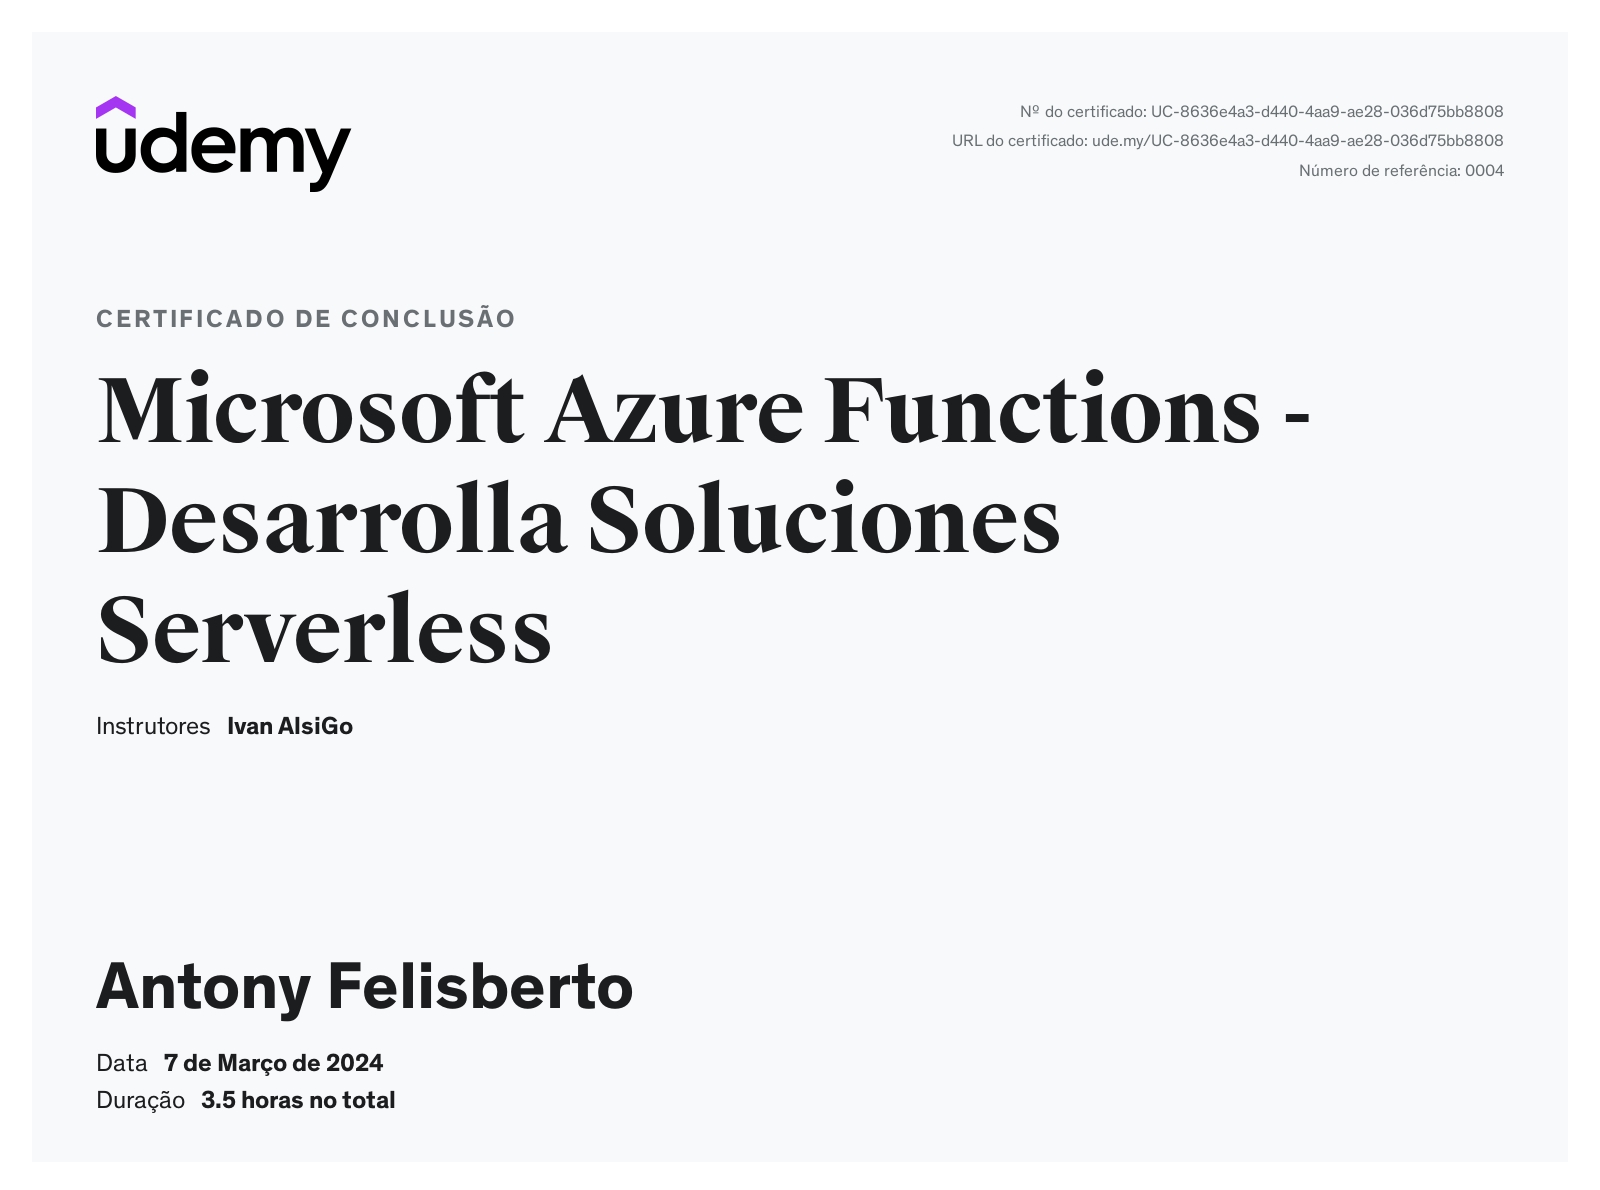 udemy
Nº do certificado: UC-8636e4a3-d440-4aa9-ae28-036d75bb8808
URL do certificado: ude.my/UC-8636e4a3-d440-4aa9-ae28-036d75bb8808
Número de referência: 0004
CERTIFICADO DE CONCLUSÃO
Microsoft Azure Functions -
Desarrolla Soluciones
Serverless
Instrutores Ivan AlsiGo
Antony Felisberto
Data 7 de Março de 2024
Duração 3.5 horas no total